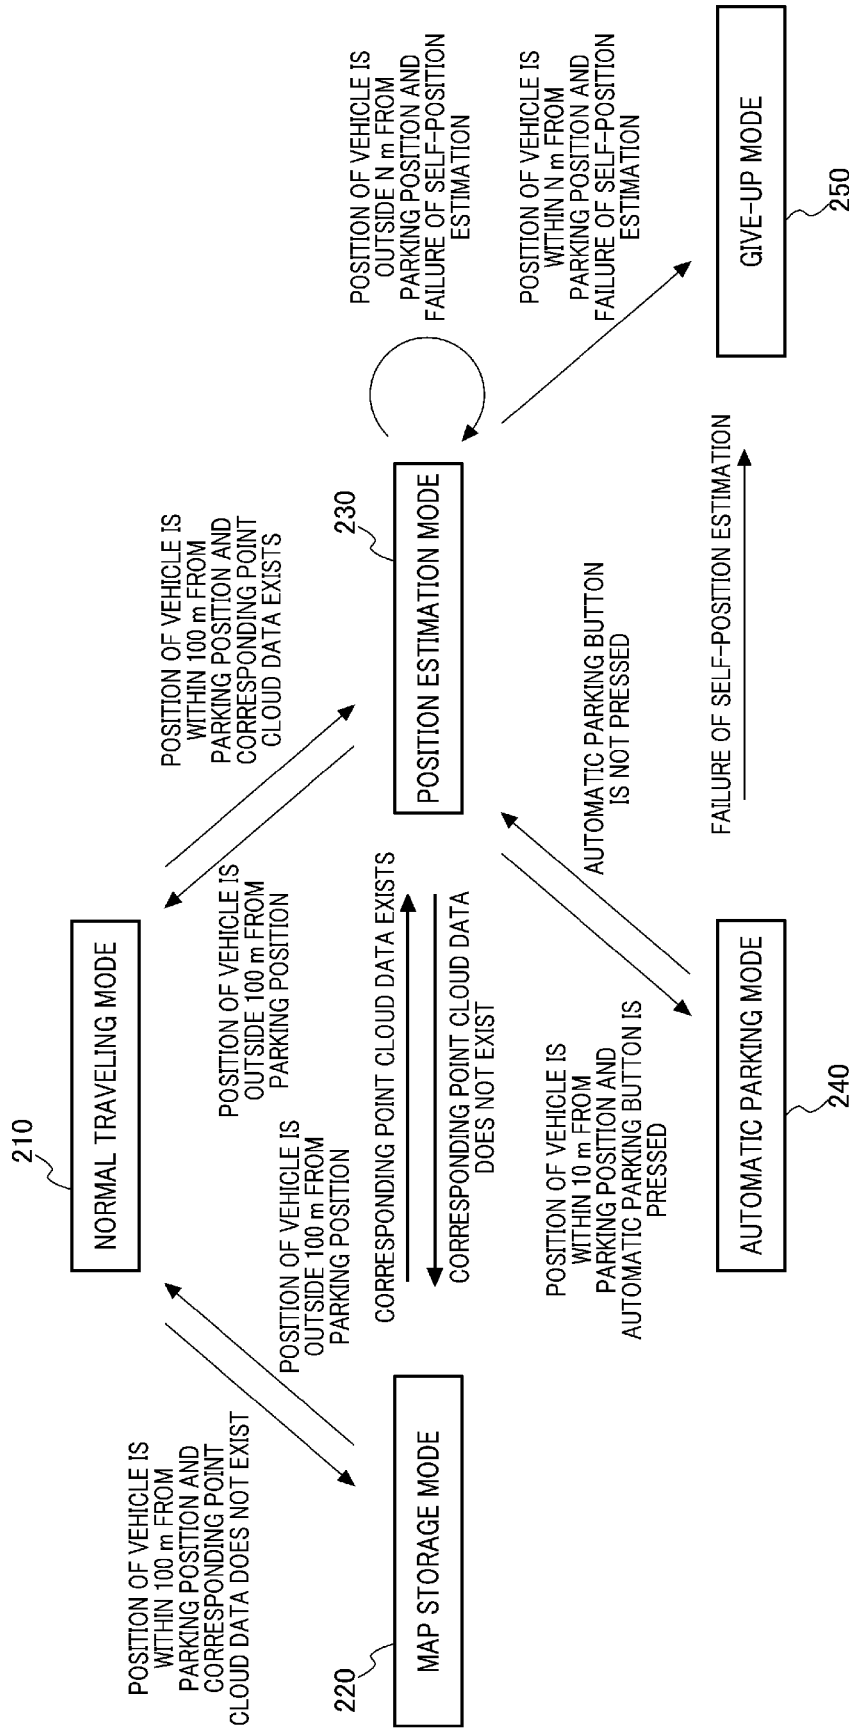 210
NORMAL TRAVELING MODE
POSITION OF VEHICLE IS
WITHIN 100 m FROM
PARKING POSITION AND
CORRESPONDING POINT
CLOUD DATA DOES NOT EXIST
POSITION OF VEHICLE IS
OUTSIDE 100 m FROM
PARKING POSITION
POSITION OF VEHICLE IS
OUTSIDE 100 m FROM
PARKING POSITION
POSITION OF VEHICLE IS
WITHIN 100 m FROM
PARKING POSITION AND
CORRESPONDING POINT
CLOUD DATA EXISTS
220
MAP STORAGE MODE
CORRESPONDING POINT CLOUD DATA EXISTS
CORRESPONDING POINT CLOUD DATA
DOES NOT EXIST
230
POSITION ESTIMATION MODE
POSITION OF VEHICLE IS
OUTSIDE N m FROM
PARKING POSITION AND
FAILURE OF SELF-POSITION
ESTIMATION
POSITION OF VEHICLE IS
WITHIN 10 m FROM
PARKING POSITION AND
AUTOMATIC PARKING BUTTON IS
PRESSED
AUTOMATIC PARKING BUTTON
IS NOT PRESSED
POSITION OF VEHICLE IS
WITHIN N m FROM
PARKING POSITION AND
FAILURE OF SELF-POSITION
ESTIMATION
AUTOMATIC PARKING MODE
240
FAILURE OF SELF-POSITION ESTIMATION
GIVE-UP MODE
250